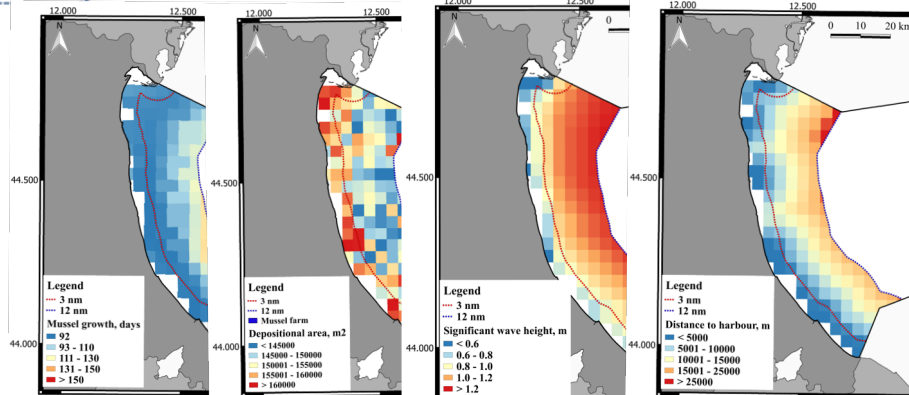 12.000
12.500
N
44.500
44.000
Legend
3 nm
12 nm
Mussel growth, days
92
93 - 110
111 - 130
131 - 150
> 150
12.000
12.500
N
44.500
44.000
Legend
3 nm
12 nm
Mussel farm
Depositional area, m2
< 145000
145000 - 150000
150001 - 155000
155001 - 160000
> 160000
12.000
12.500
N
0
44.500
44.000
Legend
3 nm
12 nm
Significant wave height, m
< 0.6
0.6 - 0.8
0.8 - 1.0
1.0 - 1.2
> 1.2
12.000
12.500
N
0 10 20 km
44.500
44.000
Legend
3 nm
12 nm
Distance to harbour, m
< 5000
5001 - 10000
10001 - 15000
15001 - 25000
> 25000